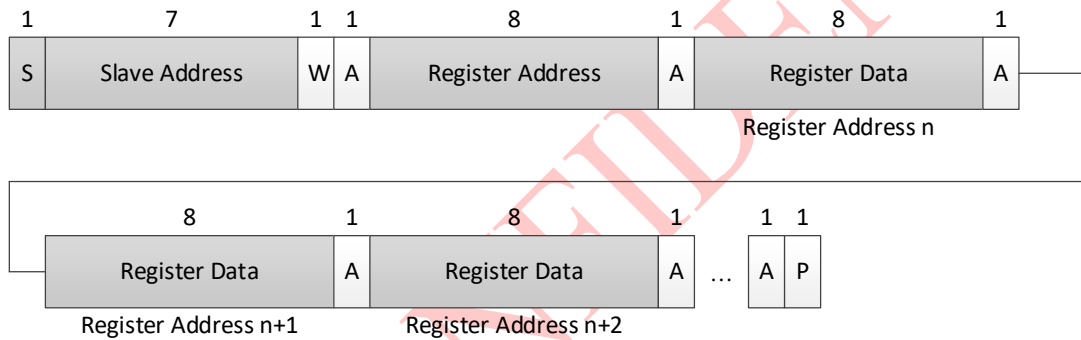 1 7 1 1 8 1 8 1
S Slave Address W A Register Address A Register Data A
Register Address n
8 1 8 1 1 1
Register Data A Register Data A ... A P
Register Address n+1 Register Address n+2